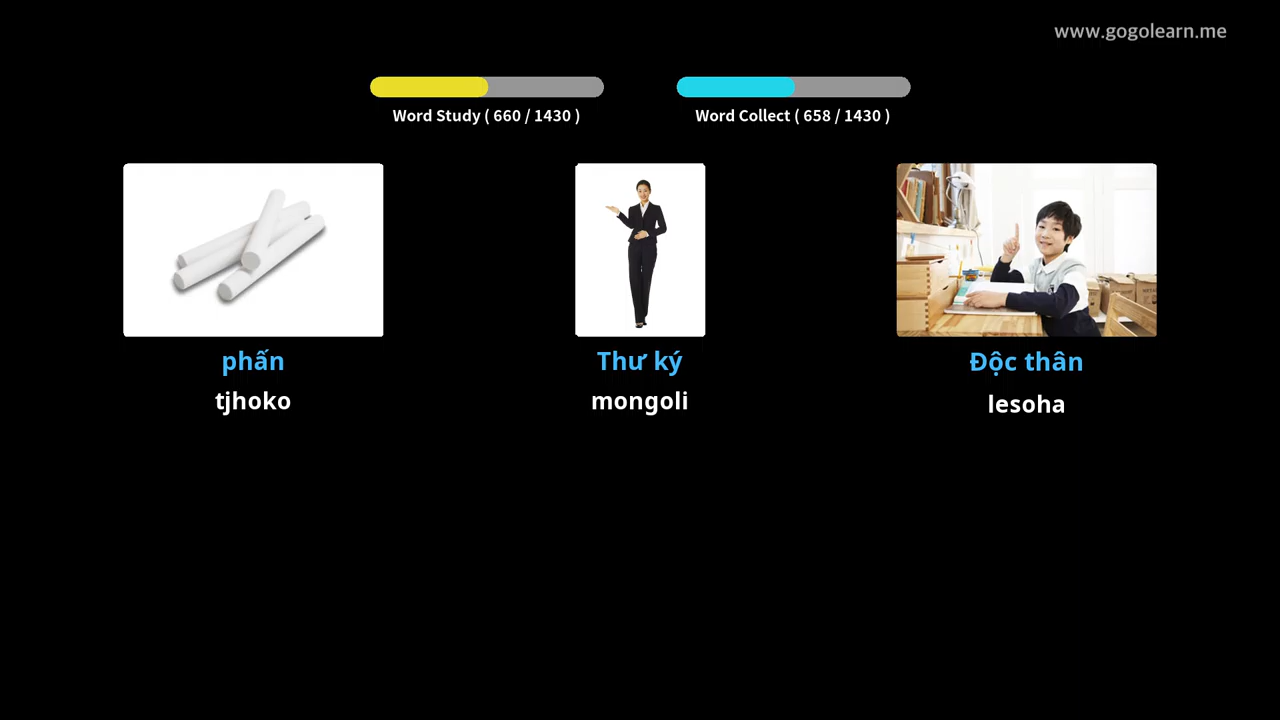 www.gogolearn.me
Word Study ( 660 / 1430 )
Word Collect ( 658 / 1430 )
phấn
Thư ký
Độc thân
tjhoko
mongoli
lesoha